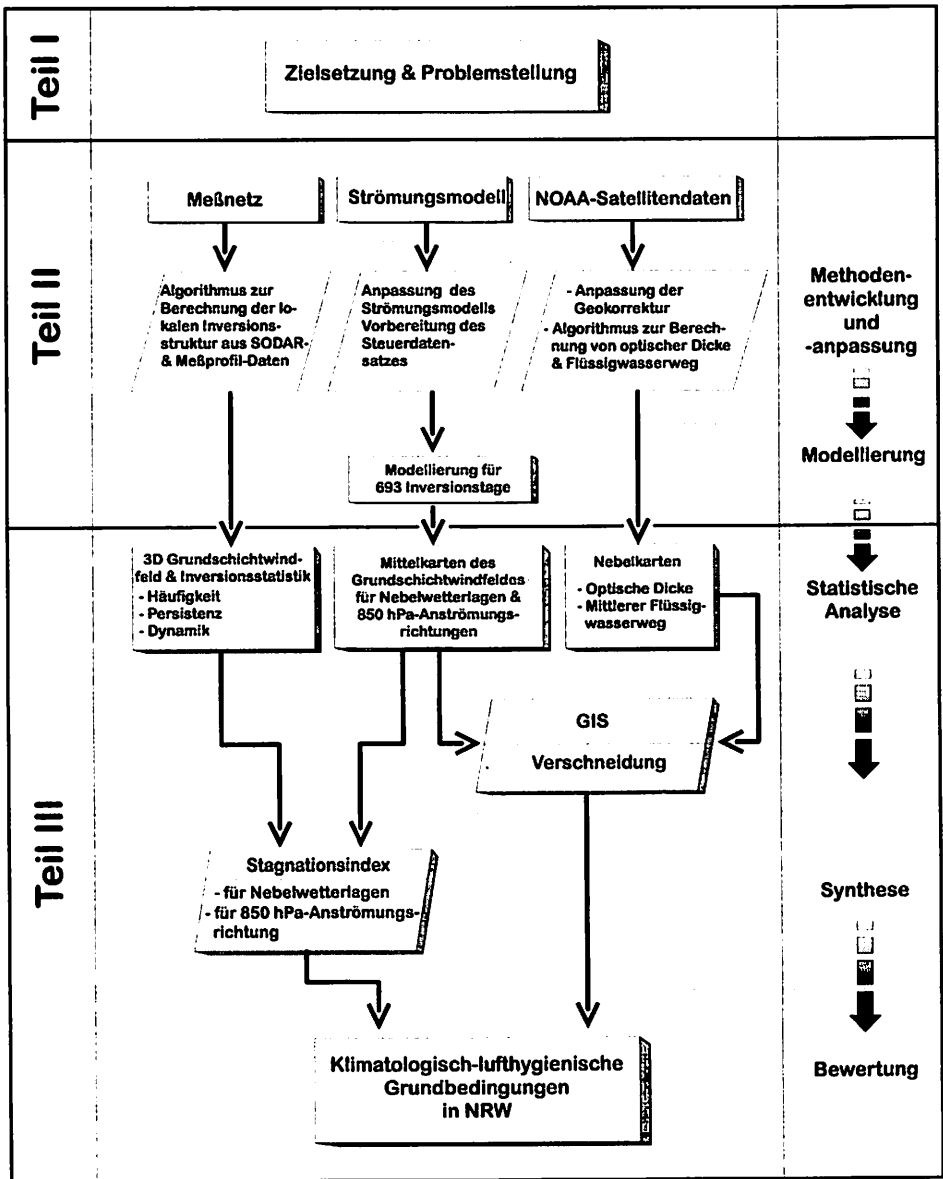 Teil I
Zielsetzung & Problemstellung
Teil II
Meßnetz
Strömungsmodell
NOAA-Satellitendaten
Algorithmus zur
Berechnung der lo-
kalen Inversions-
struktur aus SODAR-
& Meßprofil-Daten
Anpassung des
Strömungsmodells
Vorbereitung des
Steuerdaten-
satzes
- Anpassung der
Geokorrektur
- Algorithmus zur Berech-
nung von optischer Dicke
& Flüssigwasserweg
Methoden-
entwicklung
und
-anpassung
Modellierung für
693 Inversionstage
Modellierung
Teil III
3D Grundschichtwind-
feld & Inversionsstatistik
- Häufigkeit
- Persistenz
- Dynamik
Mittelkarten des
Grundschichtwindfeldes
für Nebelwetterlagen &
850 hPa-Anströmungs-
richtungen
Nebelkarten
- Optische Dicke
- Mittlerer Flüssig-
wasserweg
Statistische
Analyse
GIS
Verschneidung
Stagnationsindex
- für Nebelwetterlagen
- für 850 hPa-Anströmungs-
richtung
Synthese
Klimatologisch-lufthygienische
Grundbedingungen
in NRW
Bewertung